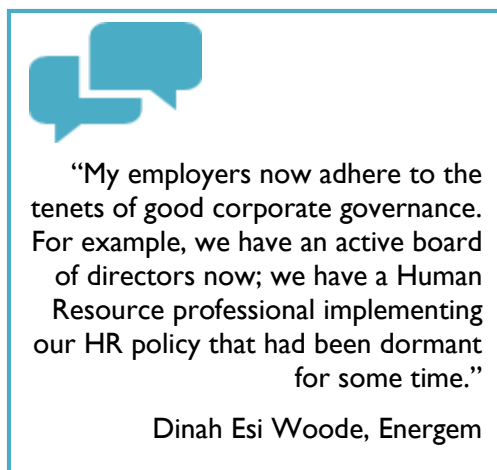 “My employers now adhere to the
tenets of good corporate governance.
For example, we have an active board
of directors now; we have a Human
Resource professional implementing
our HR policy that had been dormant
for some time.”
Dinah Esi Woode, Energem